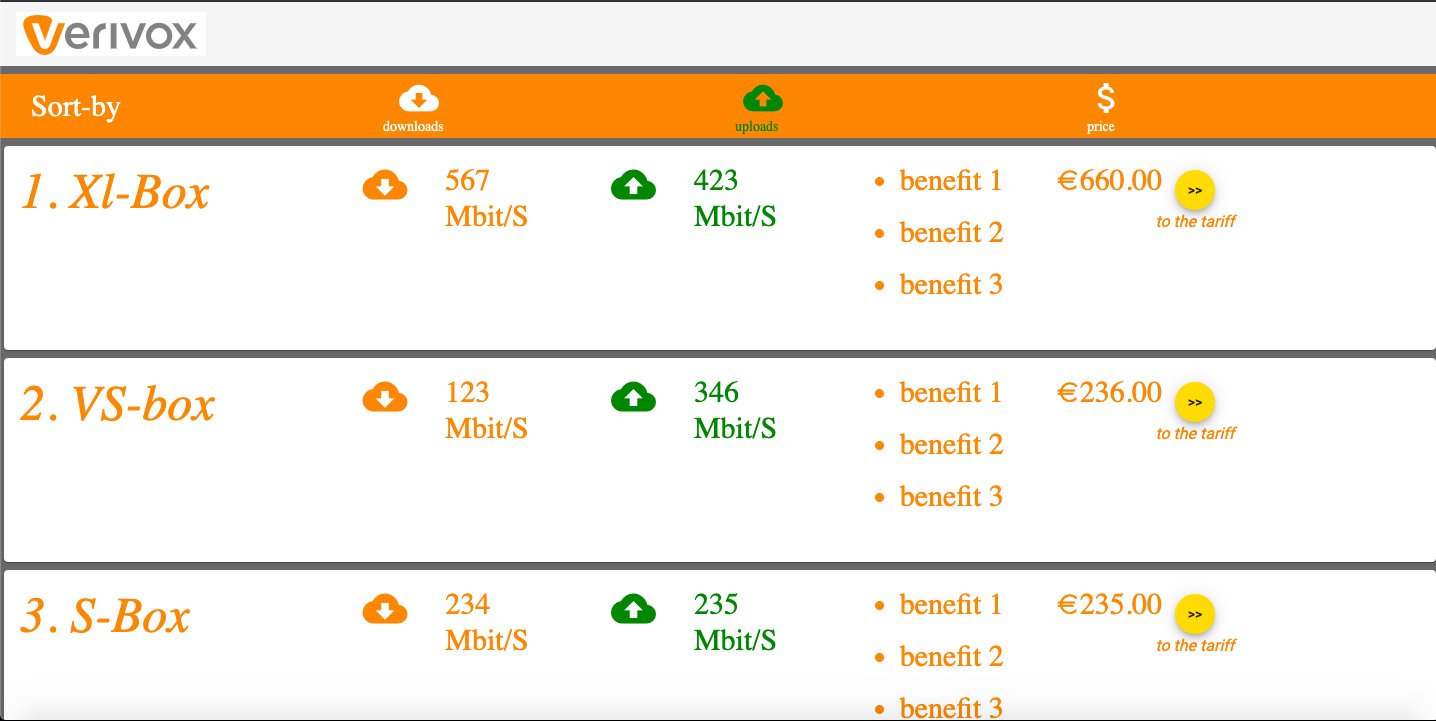 verivox
Sort-by
downloads
uploads
$
price
1. Xl-Box
567
Mbit/S
423
Mbit/S
• benefit 1
• benefit 2
• benefit 3
€660.00
>>
to the tariff
2. VS-box
123
Mbit/S
346
Mbit/S
• benefit 1
• benefit 2
• benefit 3
€236.00
>>
to the tariff
3. S-Box
234
Mbit/S
235
Mbit/S
• benefit 1
• benefit 2
• benefit 3
€235.00
>>
to the tariff